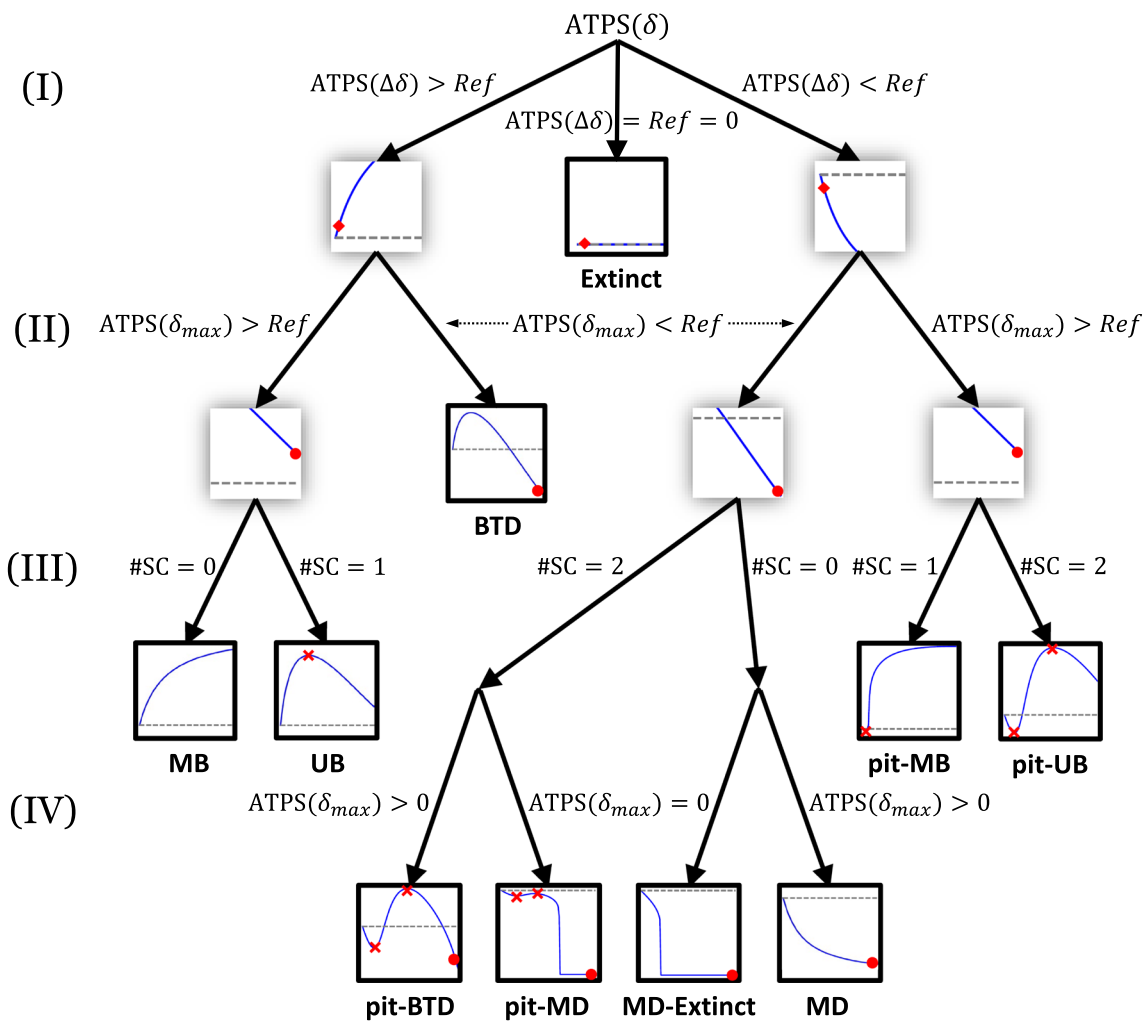 ATPS(δ)
(I)
ATPS(Δδ) > Ref
ATPS(Δδ) < Ref
ATPS(Δδ) = Ref = 0
Extinct
(II)
ATPS(δmax) > Ref
ATPS(δmax) < Ref
ATPS(δmax) > Ref
BTD
(III)
#SC = 0
#SC = 1
#SC = 2
#SC = 0
#SC = 1
#SC = 2
MB
UB
pit-MB
pit-UB
(IV)
ATPS(δmax) > 0
ATPS(δmax) = 0
ATPS(δmax) > 0
pit-BTD
pit-MD
MD-Extinct
MD